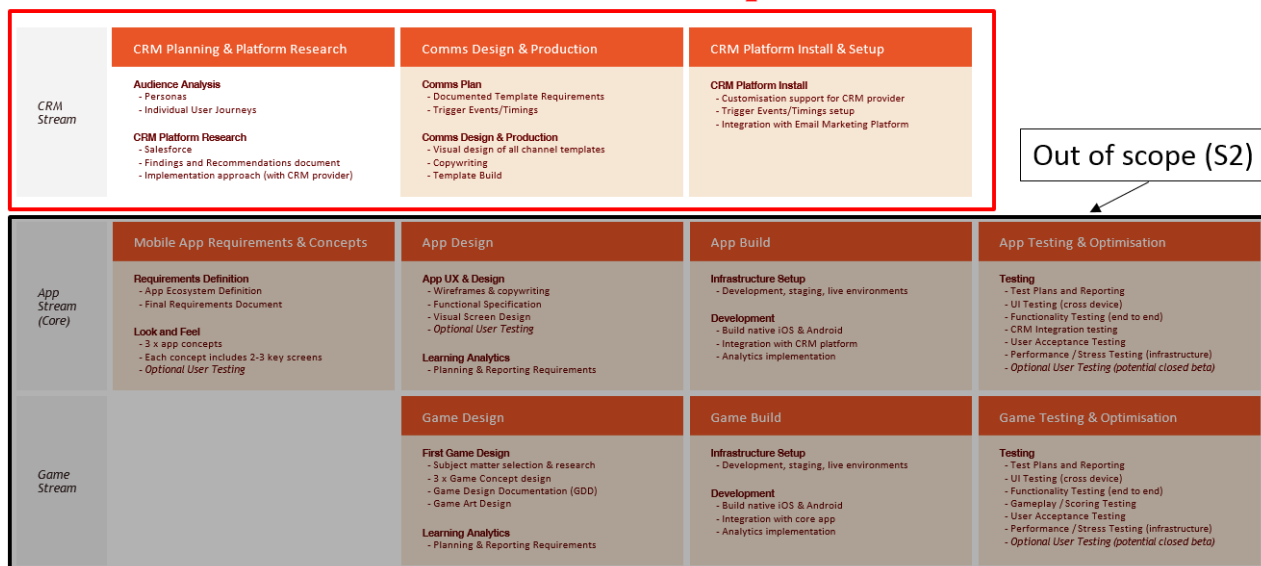 CRM Planning & Platform Research
Comms Design & Production
CRM Platform Install & Setup
CRM
Stream
Audience Analysis
- Personas
- Individual User Journeys
CRM Platform Research
- Salesforce
- Findings and Recommendations document
- Implementation approach (with CRM provider)
Comms Plan
- Documented Template Requirements
- Trigger Events/Timings
Comms Design & Production
- Visual design of all channel templates
- Copywriting
- Template Build
CRM Platform Install
- Customisation support for CRM provider
- Trigger Events/Timings setup
- Integration with Email Marketing Platform
Out of scope (S2)
Mobile App Requirements & Concepts
App Design
App Build
App Testing & Optimisation
App
Stream
(Core)
Requirements Definition
- App Ecosystem Definition
- Final Requirements Document
Look and Feel
- 3 x app concepts
- Each concept includes 2-3 key screens
- Optional User Testing
App UX & Design
- Wireframes & copywriting
- Functional Specification
- Visual Screen Design
- Optional User Testing
Learning Analytics
- Planning & Reporting Requirements
Infrastructure Setup
- Development, staging, live environments
Development
- Build native iOS & Android
- Integration with CRM platform
- Analytics implementation
Testing
- Test Plans and Reporting
- UI Testing (cross device)
- Functionality Testing (end to end)
- CRM Integration testing
- User Acceptance Testing
- Performance / Stress Testing (infrastructure)
- Optional User Testing (potential closed beta)
Game Design
Game Build
Game Testing & Optimisation
Game
Stream
First Game Design
- Subject matter selection & research
- 3 x Game Concept design
- Game Design Documentation (GDD)
- Game Art Design
Learning Analytics
- Planning & Reporting Requirements
Infrastructure Setup
- Development, staging, live environments
Development
- Build native iOS & Android
- Integration with core app
- Analytics implementation
Testing
- Test Plans and Reporting
- UI Testing (cross device)
- Functionality Testing (end to end)
- Gameplay / Scoring Testing
- User Acceptance Testing
- Performance / Stress Testing (infrastructure)
- Optional User Testing (potential closed beta)